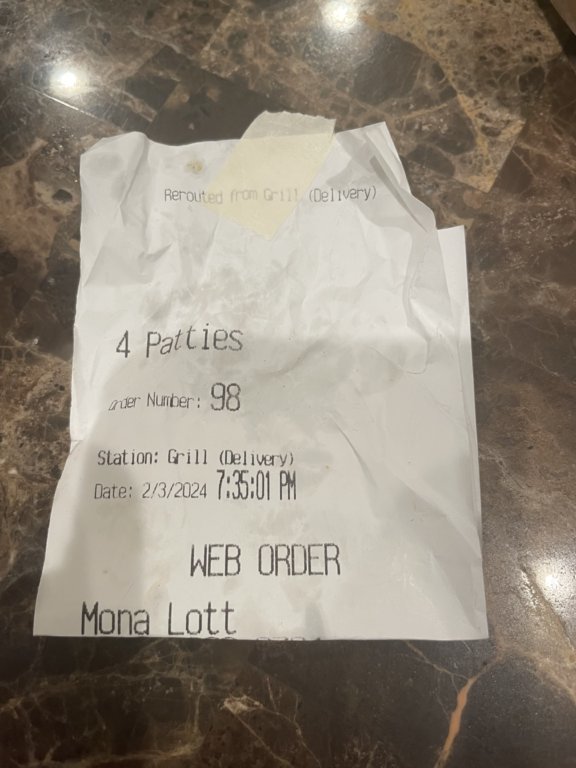 Rerouted from Grill (Delivery)
4 Patties
Order Number: 98
Station: Grill (Delivery)
Date: 2/3/2024 7:35:01 PM
WEB ORDER
Mona Lott